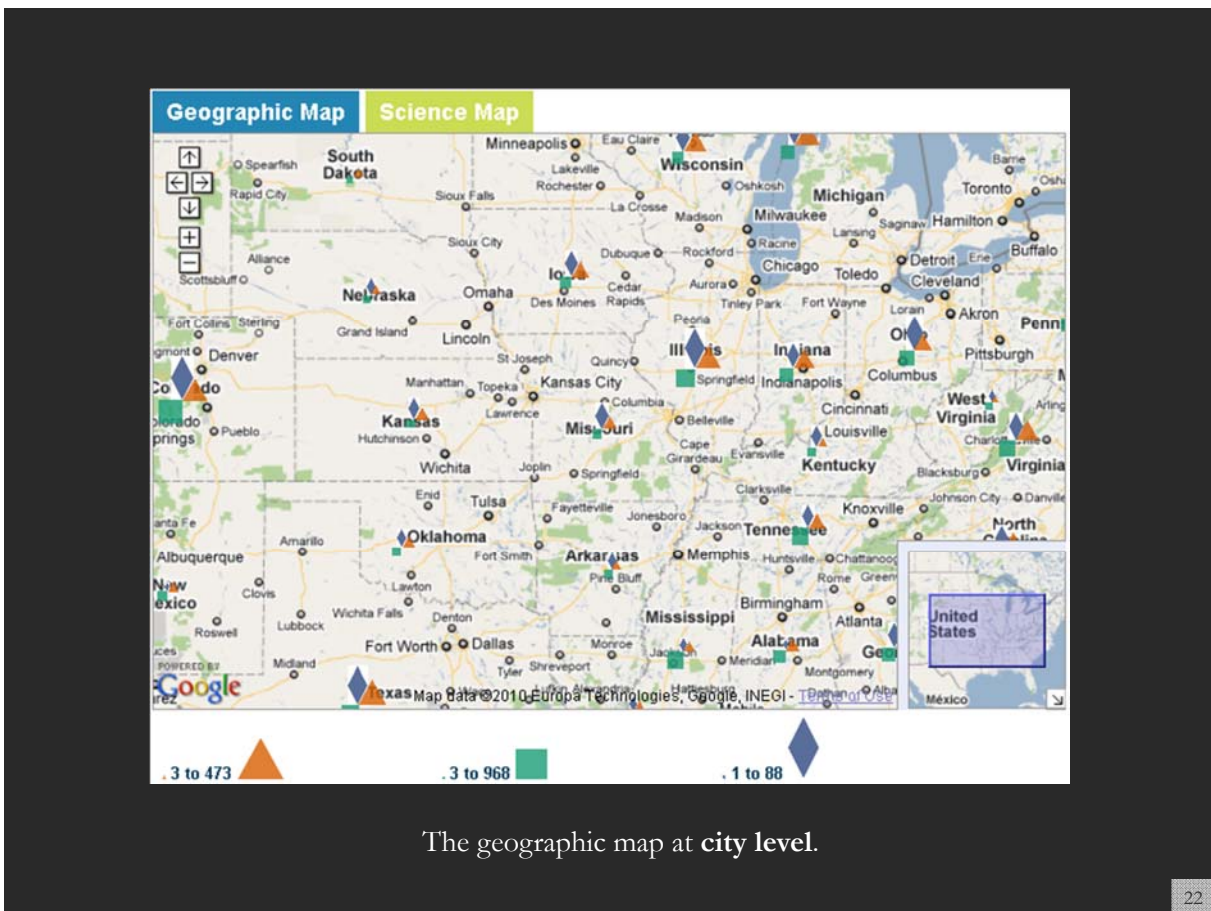 Geographic Map Science Map
Minneapolis Eau Claire
Wisconsin
Barrie
Spearfish South Dakota
Lakeville
Toronto
Rapid City
Rochester
Oshkosh
Michigan
Sioux Falls
La Crosse
Madison Milwaukee
Saginaw Hamilton
Lansing
Buffalo
Sioux City
Dubuque Rockford Racine
Detroit Erie
Alliance
Chicago Toledo Cleveland
Scottsbluff
Nebraska Omaha
Des Moines Cedar Rapids
Aurora
Tinley Park Fort Wayne
Lorain Akron
Fort Collins Sterling
Grand Island
Lincoln
Peoria
Denver
St Joseph Quincy
Pittsburgh
Manhattan Topeka Kansas City
Springfield Indianapolis Columbus
Lawrence Columbia
Cincinnati
West Virginia
Kansas
Pueblo
Belleville
Louisville
Hutchinson
Cape Girardeau Evansville
Kentucky
Virginia
Wichita
Joplin Springfield
Blacksburg
Clarksville
Johnson City Danville
Enid Tulsa
Fayetteville Jonesboro
Jackson Tennessee Knoxville
North
Amarillo
Oklahoma
Fort Smith Arkansas Memphis
Huntsville
Albuquerque
Pine Bluff
Rome
Clovis
Lawton
Birmingham
Wichita Falls
Mississippi
Atlanta
Roswell Lubbock
Denton
Fort Worth Dallas
Monroe
Meridian Alabama
Midland
Tyler Shreveport
Montgomery
United States
México
POWERED BY
Google
Texas
Map data ©2010 Europa Technologies, Google, INEGI - Terms of Use
3 to 473 3 to 968 1 to 88
The geographic map at city level.
22